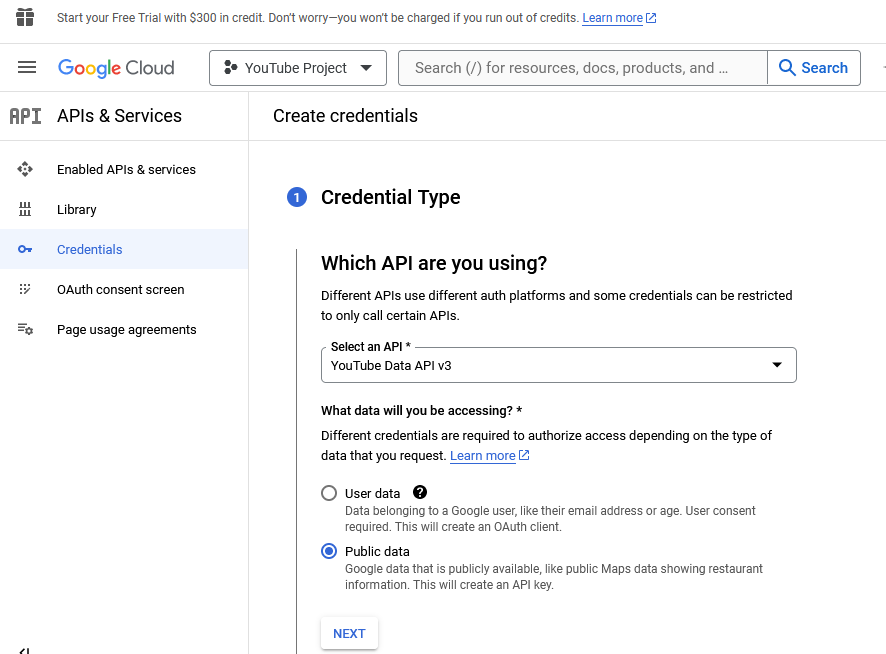 Start your Free Trial with $300 in credit. Don’t worry—you won’t be charged if you run out of credits. Learn more
Google Cloud
YouTube Project
Search (/) for resources, docs, products, and ...
Search
API
APIs & Services
Create credentials
Enabled APIs & services
Library
Credentials
OAuth consent screen
Page usage agreements
1
Credential Type
Which API are you using?
Different APIs use different auth platforms and some credentials can be restricted
to only call certain APIs.
Select an API *
YouTube Data API v3
What data will you be accessing? *
Different credentials are required to authorize access depending on the type of
data that you request. Learn more
User data
Data belonging to a Google user, like their email address or age. User consent
required. This will create an OAuth client.
Public data
Google data that is publicly available, like public Maps data showing restaurant
information. This will create an API key.
NEXT